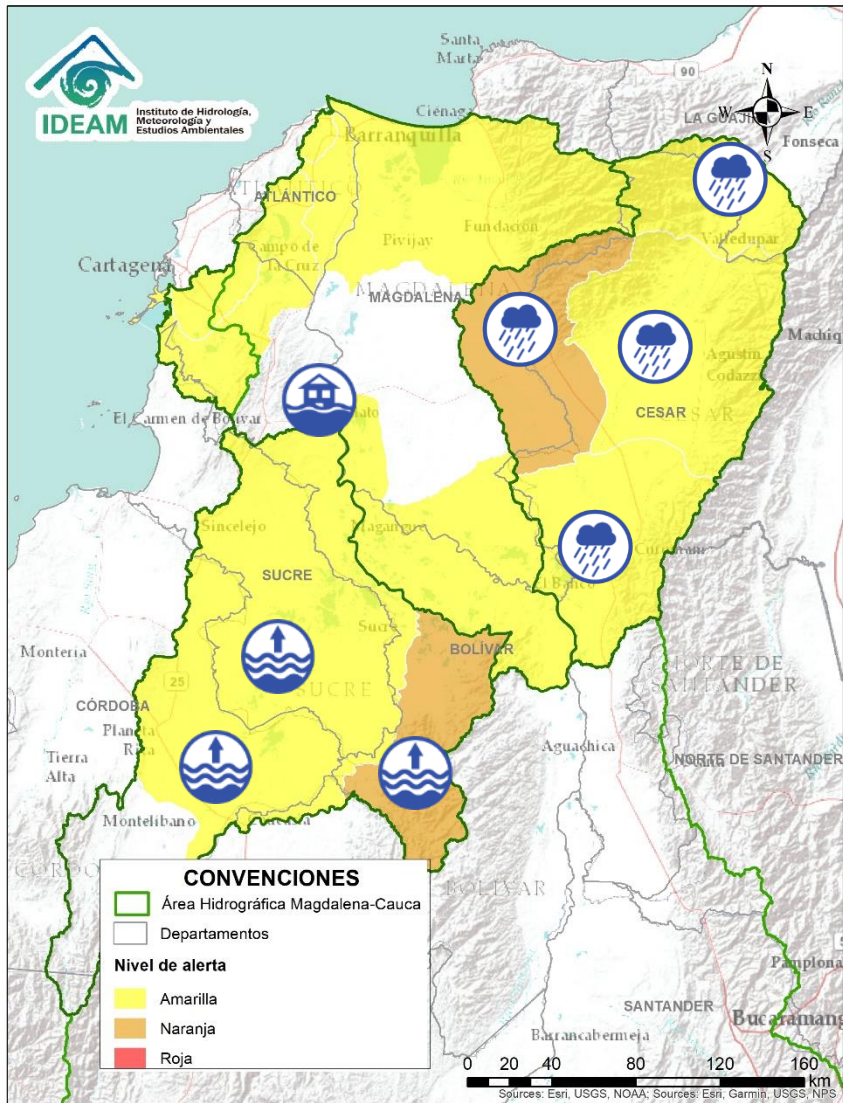 IDEAM
Instituto de Hidrología,
Meteorología y
Estudios Ambientales
Santa
Marta
90
N
W
E
S
LA GUAJIRA
Fonseca
Ciénaga
Barranquilla
ATLÁNTICO
Valledupar
Campo de
la Cruz
Pivijay
Fundación
Cartagena
MAGDALENA
Agustín
Codazzi
CESAR
CESAR
El Carmen de Bolívar
Sincelejo
Magangue
El Banco
SUCRE
Sucre
BOLÍVAR
Montería
25
SUCRE
NORTE DE
SANTANDER
CÓRDOBA
Planeta
Rica
Tierra
Alta
Aguachica
NORTE DE SANTANDER
Montelibano
BOLÍVAR
CONVENCIONES
Área Hidrográfica Magdalena-Cauca
Departamentos
Nivel de alerta
Amarilla
Naranja
Roja
Pamplona
SANTANDER
Bucaramang
Barrancabermeja
0 20 40 80 120 160
km
Sources: Esri, USGS, NOAA; Sources: Esri, Garmin, USGS, NPS